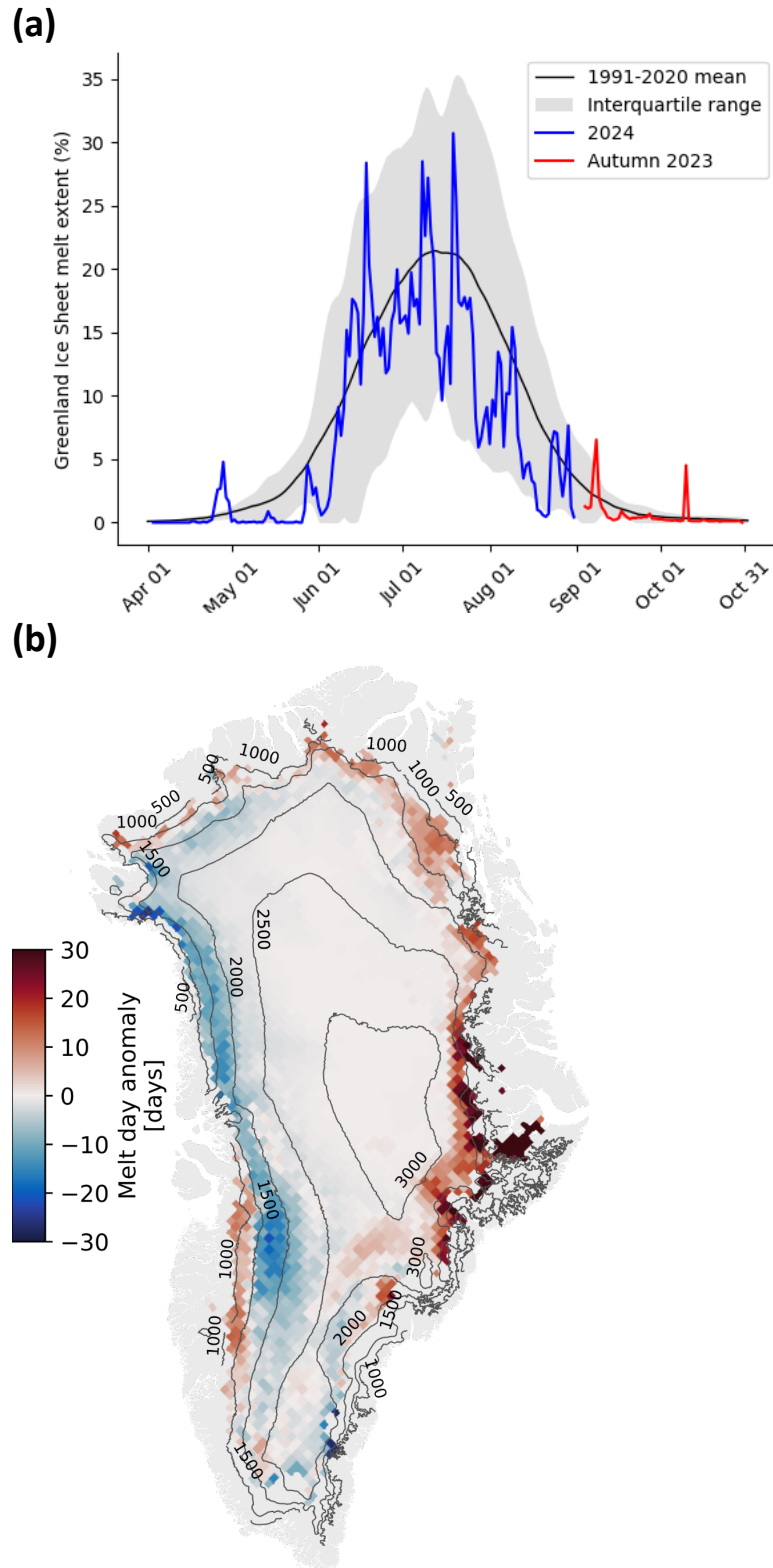 (a)
35
30
25
20
15
10
5
0
Greenland Ice Sheet melt extent (%)
1991-2020 mean
Interquartile range
2024
Autumn 2023
Apr 01
May 01
Jun 01
Jul 01
Aug 01
Sep 01
Oct 01
Oct 31
(b)
1000
1000
500
1000
500
500
1000
1000
1500
2500
2000
500
30
20
10
0
−10
−20
−30
Melt day anomaly
[days]
3000
1500
1000
3000
1000
2000
1500
1000
1500